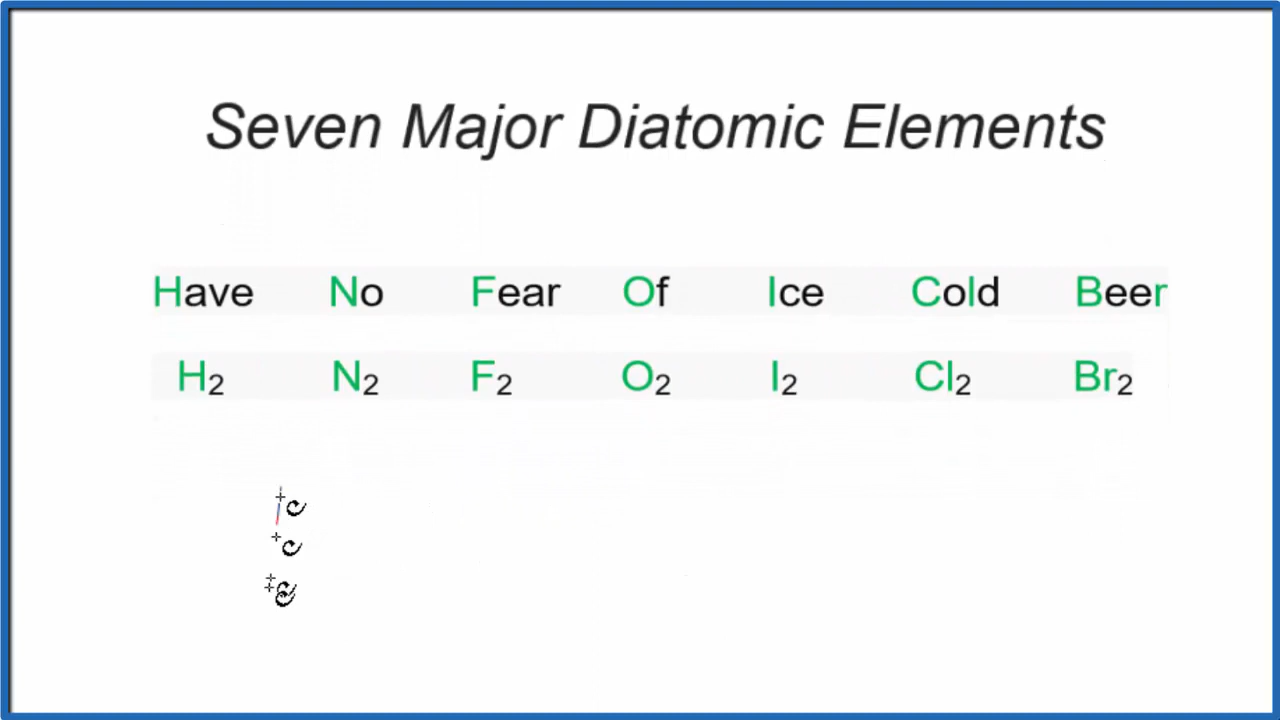 Seven Major Diatomic Elements
Have No Fear Of Ice Cold Beer
H₂ N₂ F₂ O₂ I₂ Cl₂ Br₂